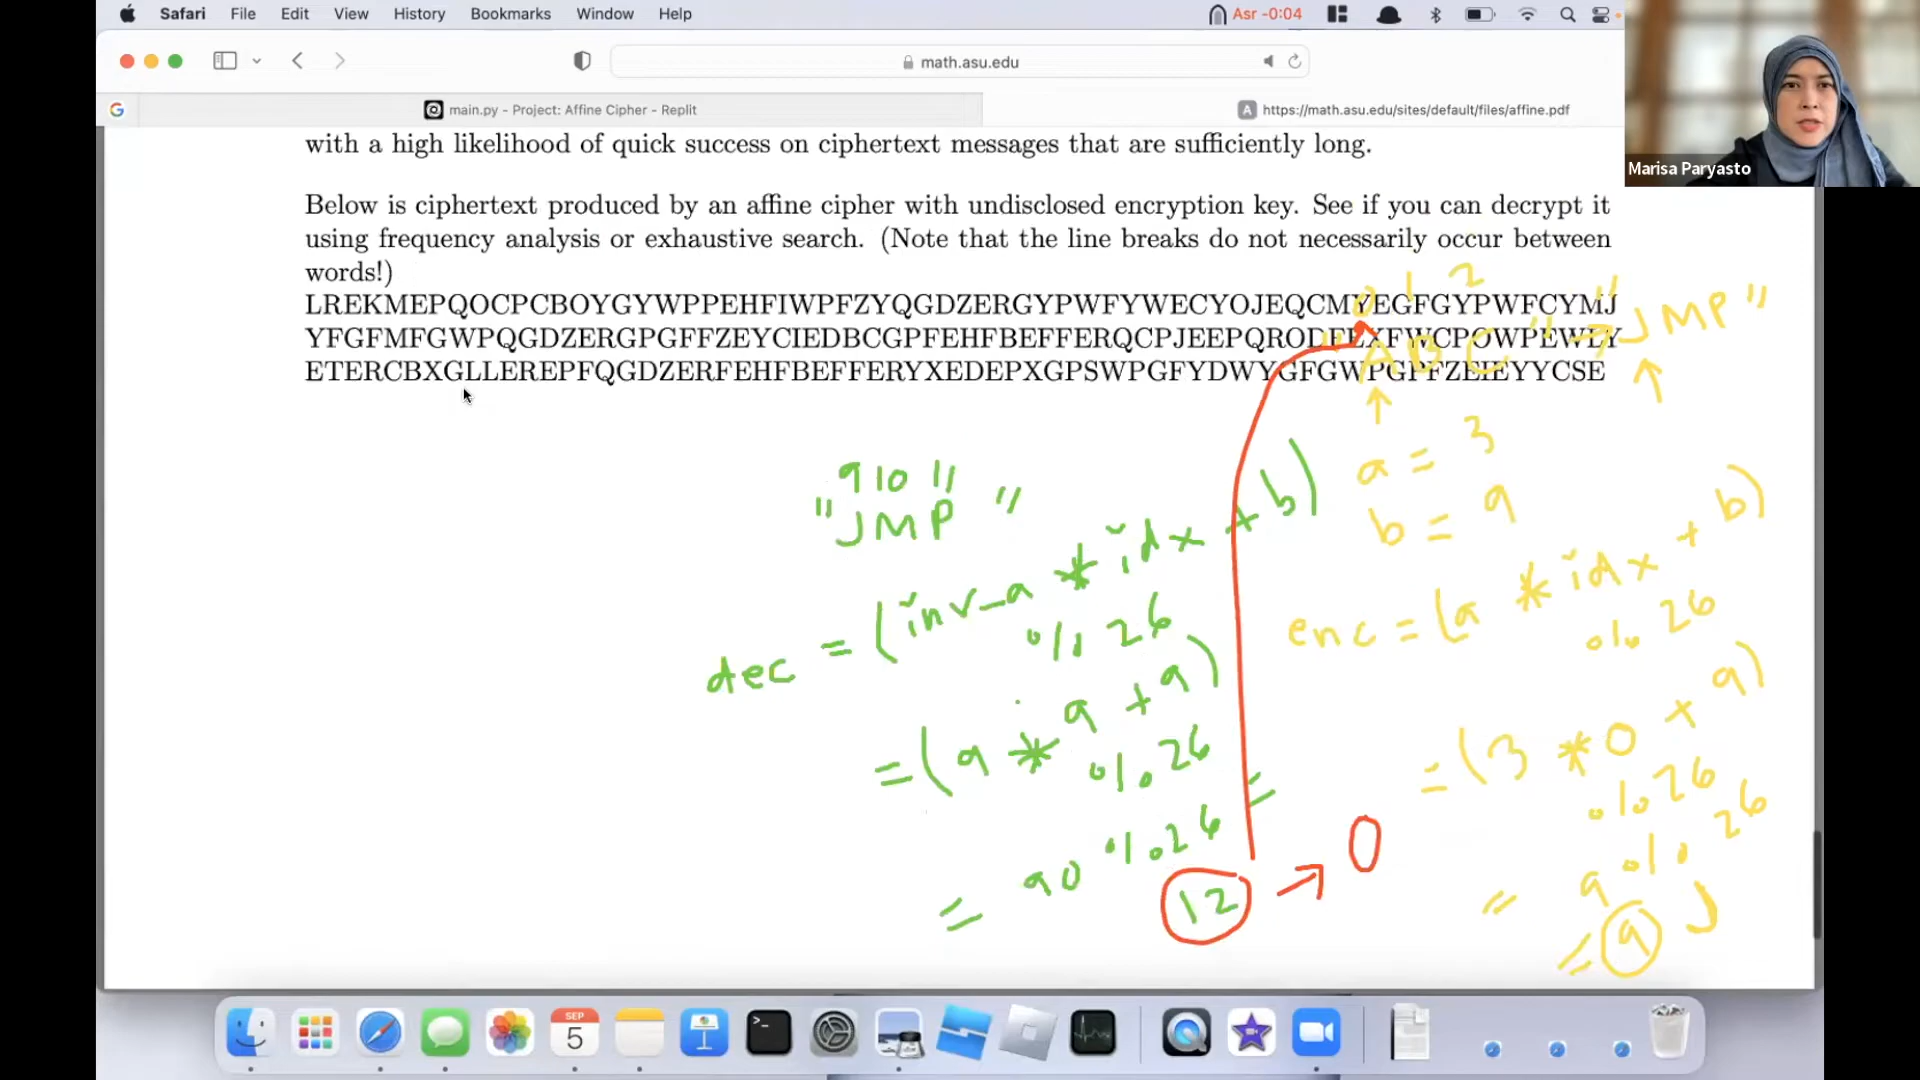 Safari File Edit View History Bookmarks Window Help Asr -0:04
math.asu.edu
main.py - Project: Affine Cipher - Replit
https://math.asu.edu/sites/default/files/affine.pdf
Marisa Paryasto
with a high likelihood of quick success on ciphertext messages that are sufficiently long.
Below is ciphertext produced by an affine cipher with undisclosed encryption key. See if you can decrypt it
using frequency analysis or exhaustive search. (Note that the line breaks do not necessarily occur between
words!)
LREKMEPQOCPCBOYGYWPPEHFIWPFZYQGDZERGYPWFYWECYOJEQCMYEGFGYPWFCYMJ
YFGFMFGWPQGDZERGPGFFZEYCIEDBCGPFEHFBEFFERQCPJEEPQRODFEXFWCPOWPEWLY
ETERCBXGLLEREPFQGDZERFEHFBEFFERYXEDEPXGPSWPGFYDWYGFGWPGPFZEIEYYCSE
0 1 2
"ABC" → "JMP"
a = 3
b = 9
enc = (a * idx + b)
% 26
= (3 * 0 + 9)
% 26
= 9 % 26
= 9 J
9 10 11
"JMP"
dec = (inv_a * idx + b)
% 26
= (9 * 9 + 9)
% 26 =
= 90 % 26
12 → 0
SEP
5